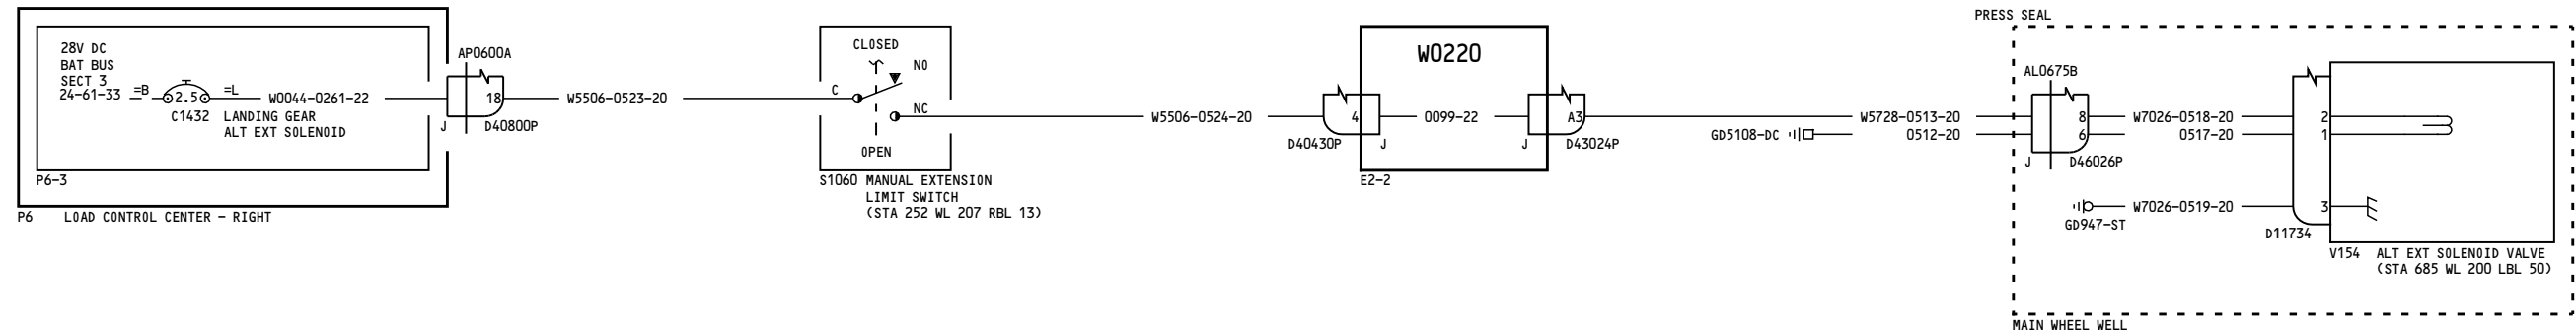 28V DC
BAT BUS
SECT 3
24-61-33
=B
2.5
=L
W0044-0261-22
C1432
LANDING GEAR
ALT EXT SOLENOID
P6-3
P6 LOAD CONTROL CENTER - RIGHT
AP0600A
18
J
D40800P
W5506-0523-20
CLOSED
NO
C
NC
OPEN
S1060 MANUAL EXTENSION
LIMIT SWITCH
(STA 252 WL 207 RBL 13)
W5506-0524-20
W0220
4
D40430P
J
0099-22
A3
J
D43024P
E2-2
GD5108-DC
W5728-0513-20
0512-20
PRESS SEAL
AL0675B
8
6
J
D46026P
W7026-0518-20
0517-20
GD947-ST
W7026-0519-20
2
1
3
D11734
V154 ALT EXT SOLENOID VALVE
(STA 685 WL 200 LBL 50)
MAIN WHEEL WELL